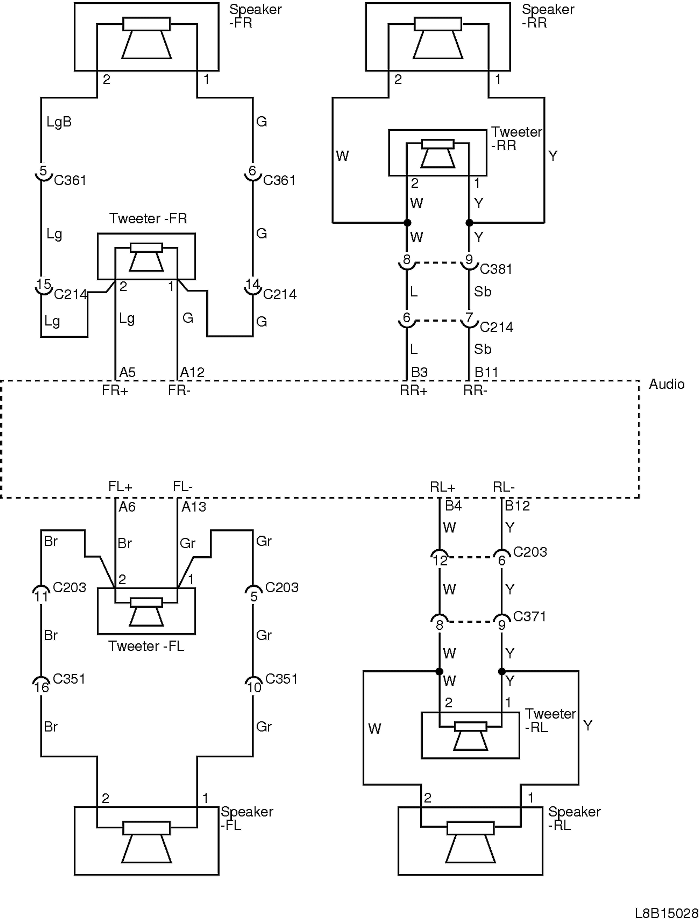 Speaker
-FR
Speaker
-RR
2
1
2
1
LgB
G
Tweeter
-RR
W
Y
5
C361
6
C361
2
1
W
Y
Tweeter -FR
Lg
G
W
Y
8
9
C381
15
C214
2
1
14
C214
L
Sb
Lg
Lg
G
G
6
7
C214
L
Sb
A5
A12
B3
B11
FR+
FR-
RR+
RR-
Audio
FL+
FL-
RL+
RL-
A6
A13
B4
B12
Br
Br
Gr
Gr
W
Y
2
1
12
6
C203
11
C203
5
C203
W
Y
Tweeter -FL
8
9
C371
Br
Gr
W
Y
16
C351
10
C351
W
Y
2
1
Br
Gr
W
Tweeter
-RL
Y
2
1
2
1
Speaker
-FL
Speaker
-RL
L8B15028